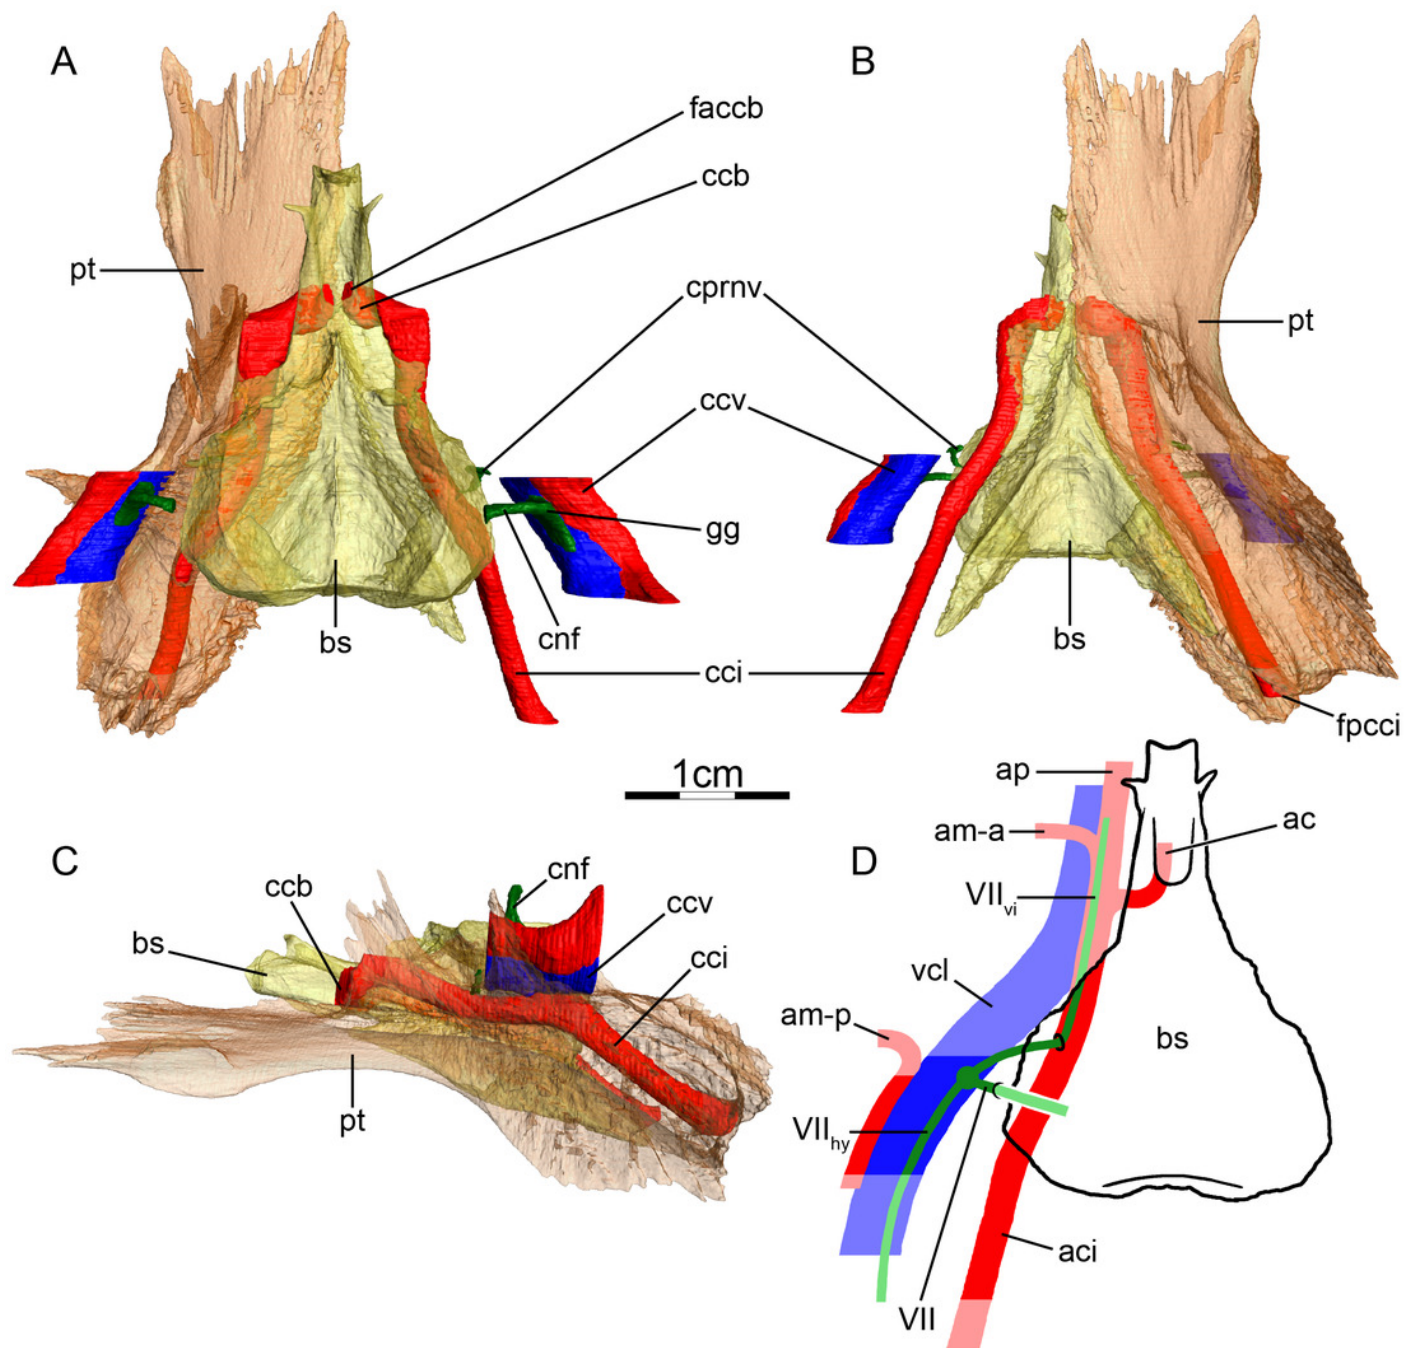 A
B
faccb
ccb
pt
cprnv
pt
ccv
gg
bs
cnf
bs
cci
fpcci
1cm
ap
ac
am-a
C
cnf
D
ccb
ccv
VIIvi
bs
cci
vcl
am-p
bs
pt
VIIhy
aci
VII